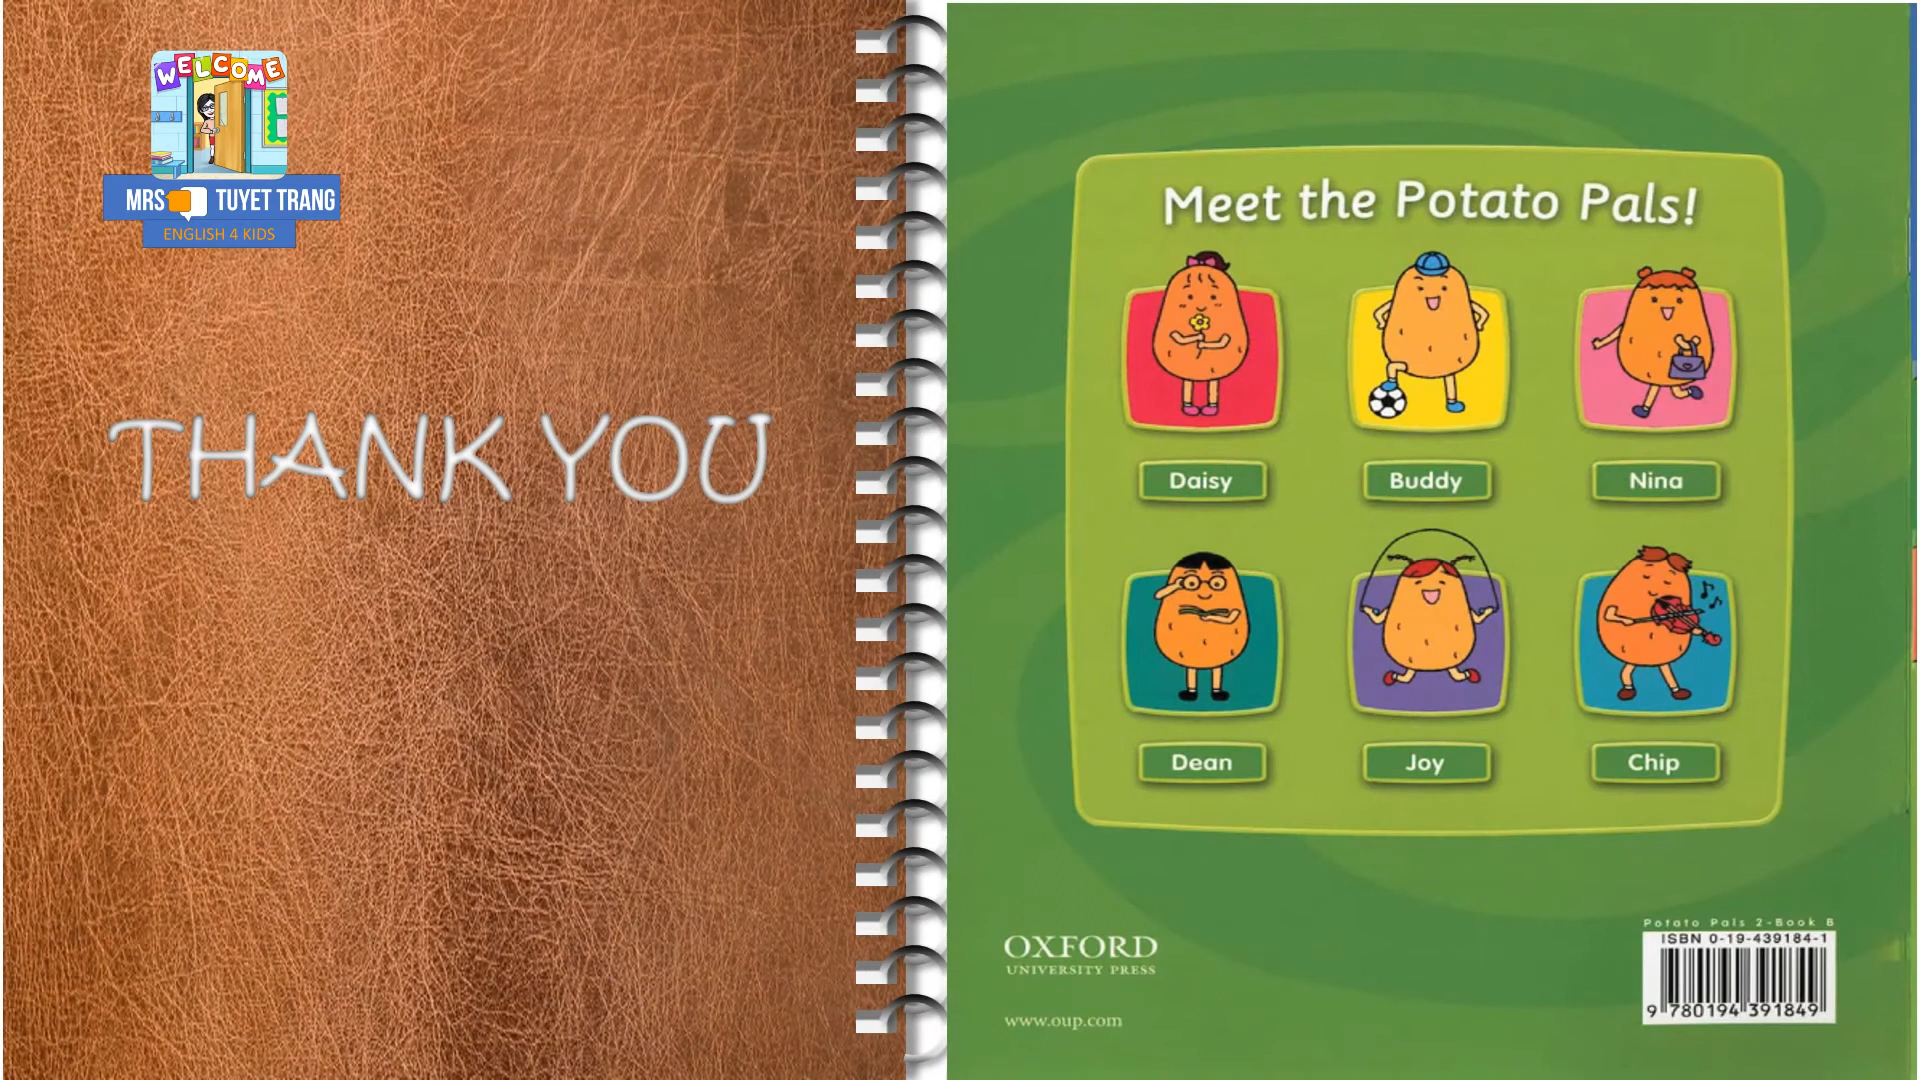 WELCOME
MRS TUYET TRANG
ENGLISH 4 KIDS
THANK YOU
Meet the Potato Pals!
Daisy
Buddy
Nina
Dean
Joy
Chip
OXFORD
UNIVERSITY PRESS
www.oup.com
Potato Pals 2-Book B
ISBN 0-19-439184-1
9 780194 391849